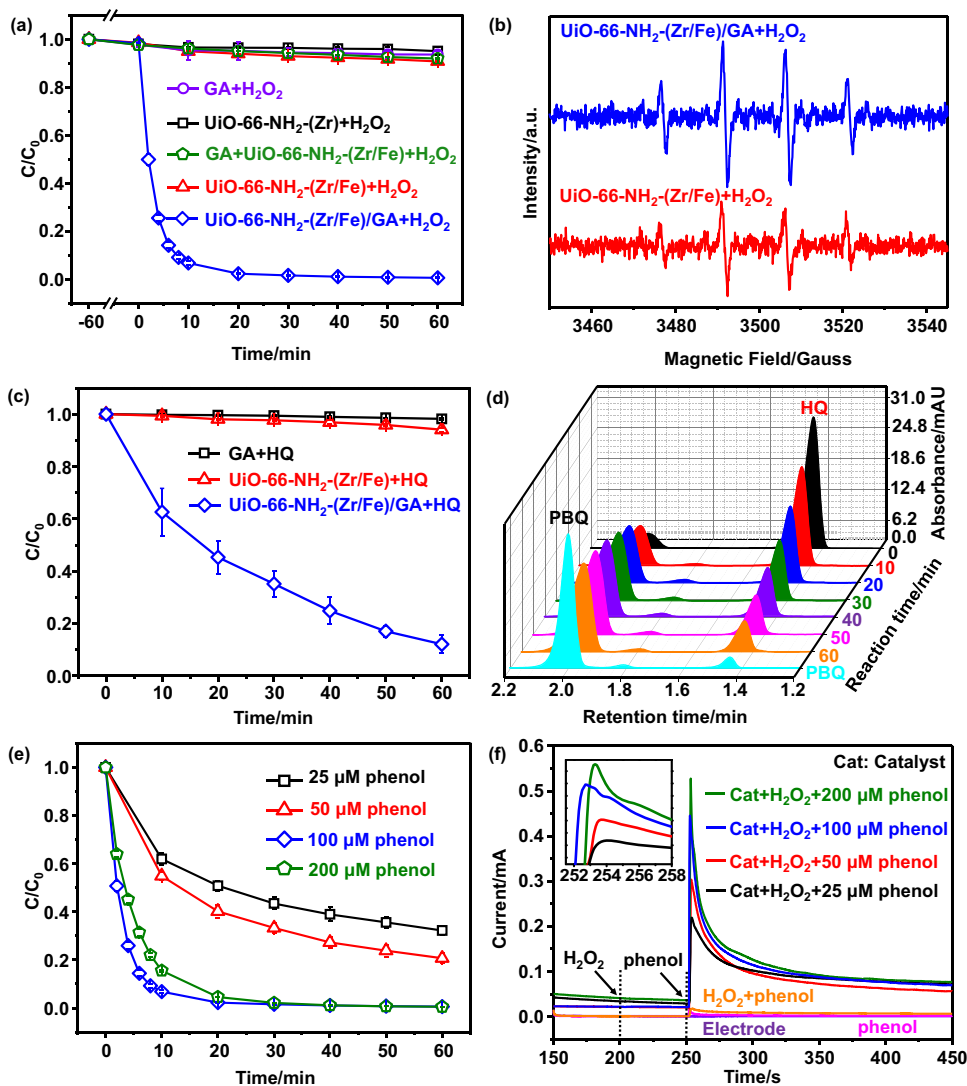 (a)
C/C0
1.0
0.8
0.6
0.4
0.2
0.0
GA+H2O2
UiO-66-NH2-(Zr)+H2O2
GA+UiO-66-NH2-(Zr/Fe)+H2O2
UiO-66-NH2-(Zr/Fe)+H2O2
UiO-66-NH2-(Zr/Fe)/GA+H2O2
-60 0 10 20 30 40 50 60
Time/min
(b)
Intensity/a.u.
UiO-66-NH2-(Zr/Fe)/GA+H2O2
UiO-66-NH2-(Zr/Fe)+H2O2
3460 3480 3500 3520 3540
Magnetic Field/Gauss
(c)
C/C0
1.0
0.8
0.6
0.4
0.2
0.0
GA+HQ
UiO-66-NH2-(Zr/Fe)+HQ
UiO-66-NH2-(Zr/Fe)/GA+HQ
0 10 20 30 40 50 60
Time/min
(d)
HQ
PBQ
31.0
24.8
18.6
12.4
6.2
0.0
Absorbance/mAU
0
10
20
30
40
50
60
PBQ
Reaction time/min
2.2 2.0 1.8 1.6 1.4 1.2
Retention time/min
(e)
C/C0
1.0
0.8
0.6
0.4
0.2
0.0
25 μM phenol
50 μM phenol
100 μM phenol
200 μM phenol
0 10 20 30 40 50 60
Time/min
(f)
Current/mA
0.6
0.5
0.4
0.3
0.2
0.1
0.0
Cat: Catalyst
Cat+H2O2+200 μM phenol
Cat+H2O2+100 μM phenol
Cat+H2O2+50 μM phenol
Cat+H2O2+25 μM phenol
252 254 256 258
H2O2
phenol
H2O2+phenol
Electrode
phenol
150 200 250 300 350 400 450
Time/s